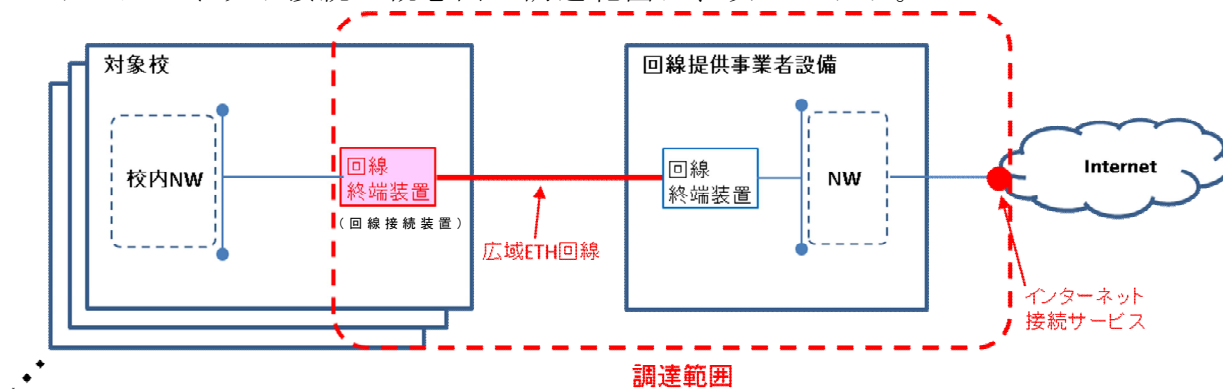 対象校
校内NW
回線
終端装置
(回線接続装置)
広域ETH回線
回線提供事業者設備
回線
終端装置
NW
Internet
インターネット
接続サービス
調達範囲